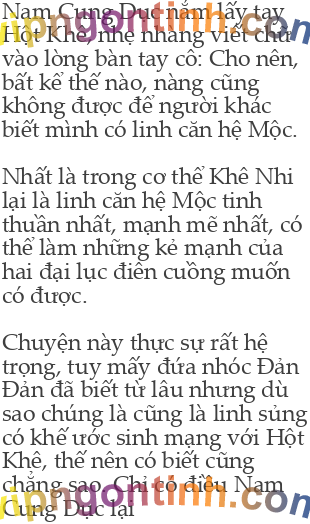 Nam Cung Dục nắm lấy tay
Hột Khê, nhẹ nhàng viết chữ
vào lòng bàn tay cô: Cho nên,
bất kể thế nào, nàng cũng
không được để người khác
biết mình có linh căn hệ Mộc.
Nhất là trong cơ thể Khê Nhi
lại là linh căn hệ Mộc tinh
thuần nhất, mạnh mẽ nhất, có
thể làm những kẻ mạnh của
hai đại lục điên cuồng muốn
có được.
Chuyện này thực sự rất hệ
trọng, tuy mấy đứa nhóc Đản
Đản đã biết từ lâu nhưng dù
sao chúng là cũng là linh sủng
có khế ước sinh mạng với Hột
Khê, thế nên có biết cũng
chẳng sao. Chỉ có điều Nam
Cung Dục lại
vipngontinh.com
vipngontinh.com